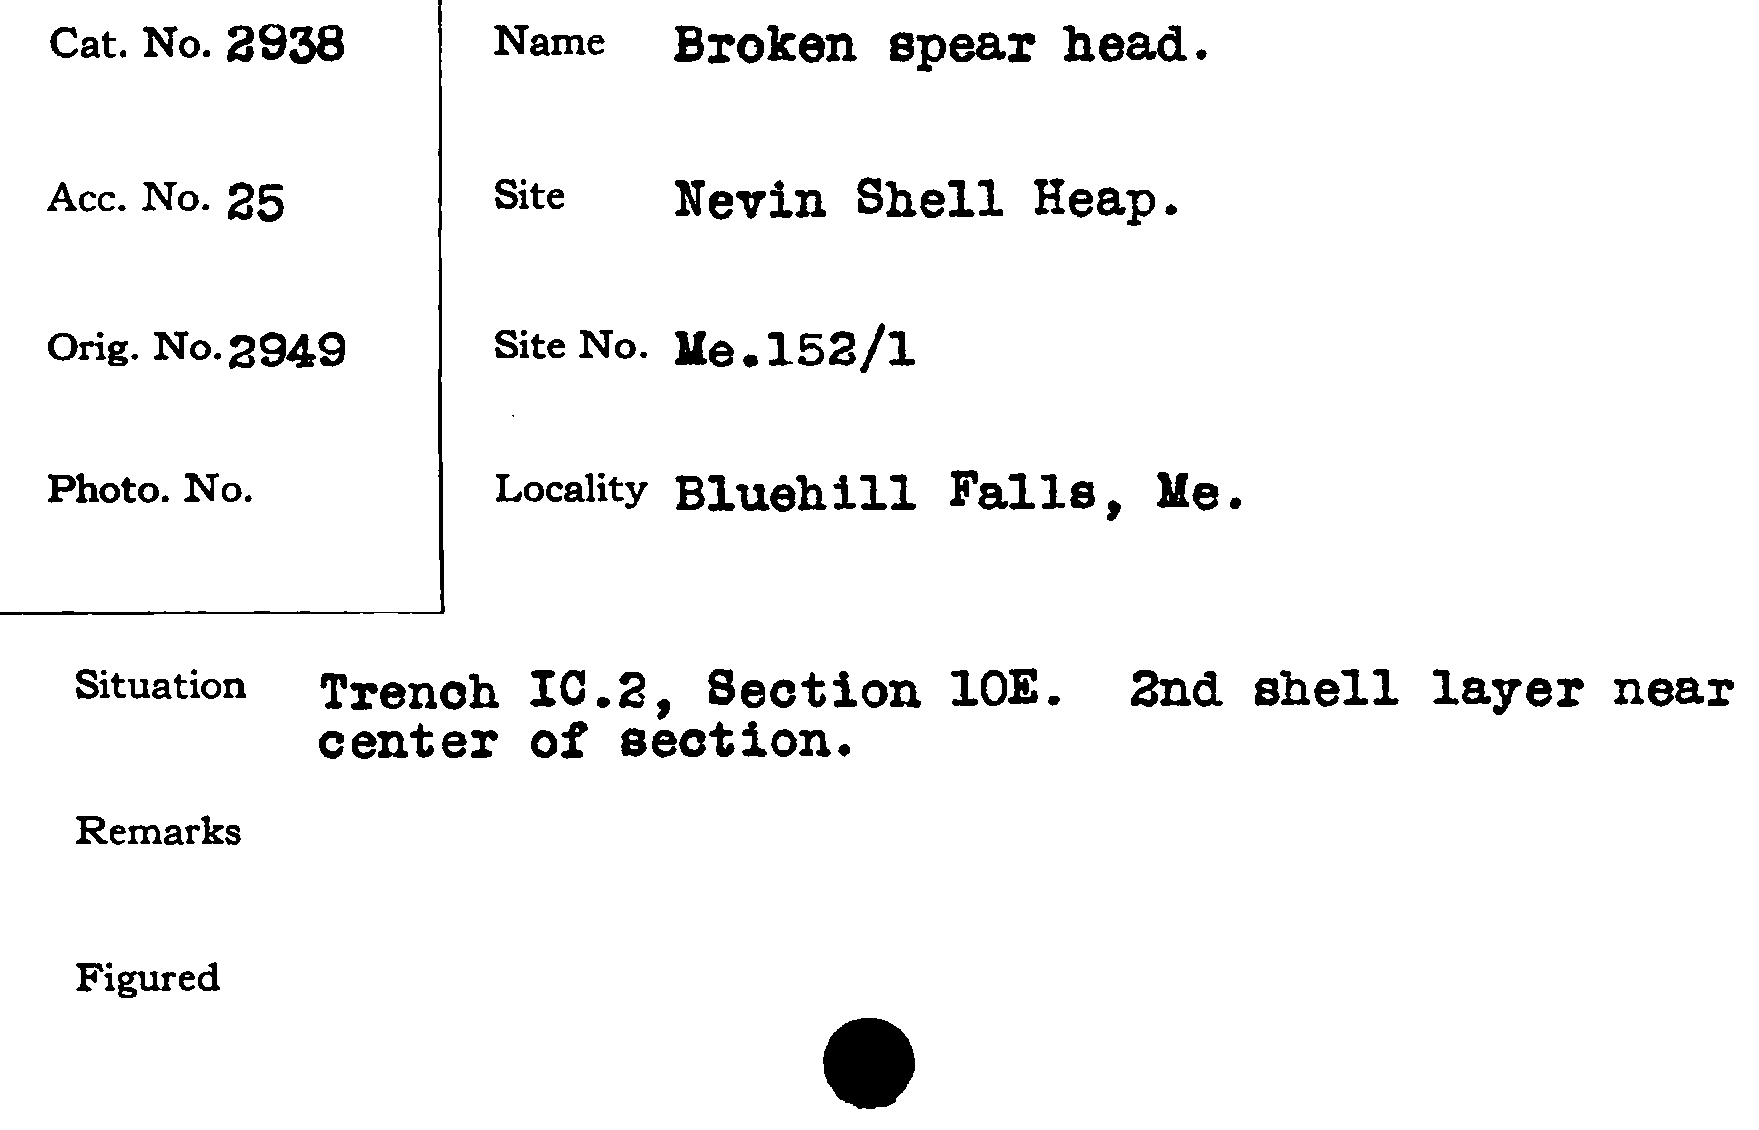 Cat. No. 2938
Acc. No. 25
Orig. No. 2949
Photo. No.
Name Broken spear head.
Site Nevin Shell Heap.
Site No. Me.152/1
Locality Bluehill Falls, Me.
Situation Trench IC.2, Section 10E. 2nd shell layer near
center of section.
Remarks
Figured